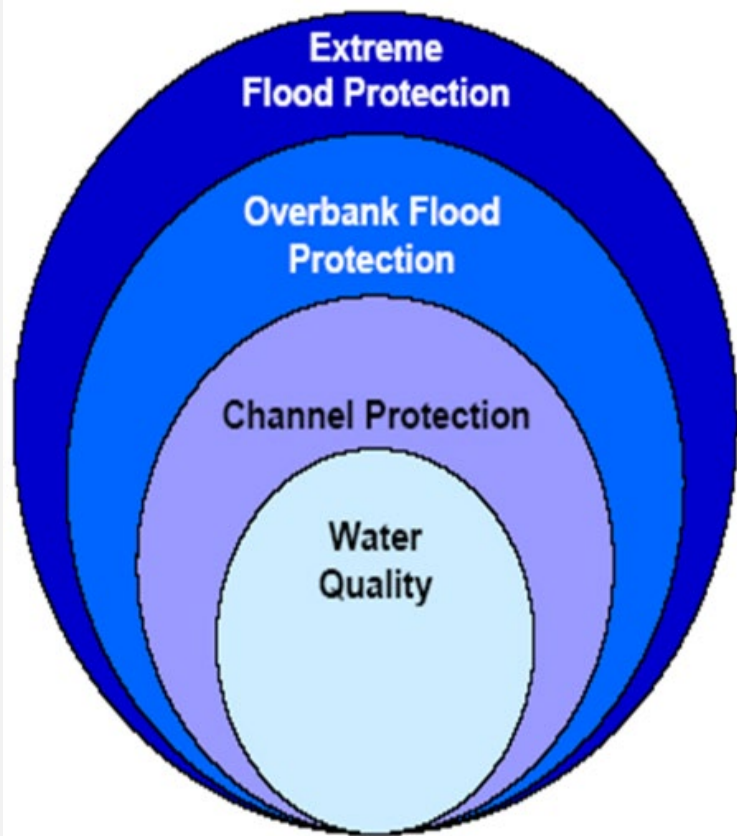 Extreme
Flood Protection
Overbank Flood
Protection
Channel Protection
Water
Quality